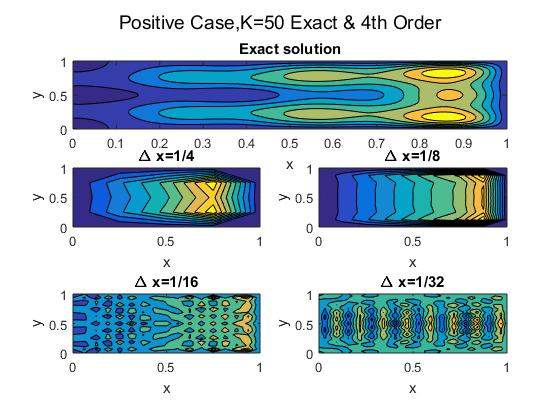 Positive Case,K=50 Exact & 4th Order
Exact solution
1
0.5
0
y
0 0.1 0.2 0.3 0.4 0.5 0.6 0.7 0.8 0.9 1
x
Δ x=1/4
Δ x=1/8
1
0.5
0
y
0 0.5 1
x
1
0.5
0
y
0 0.5 1
x
Δ x=1/16
Δ x=1/32
1
0.5
0
y
0 0.5 1
x
1
0.5
0
y
0 0.5 1
x